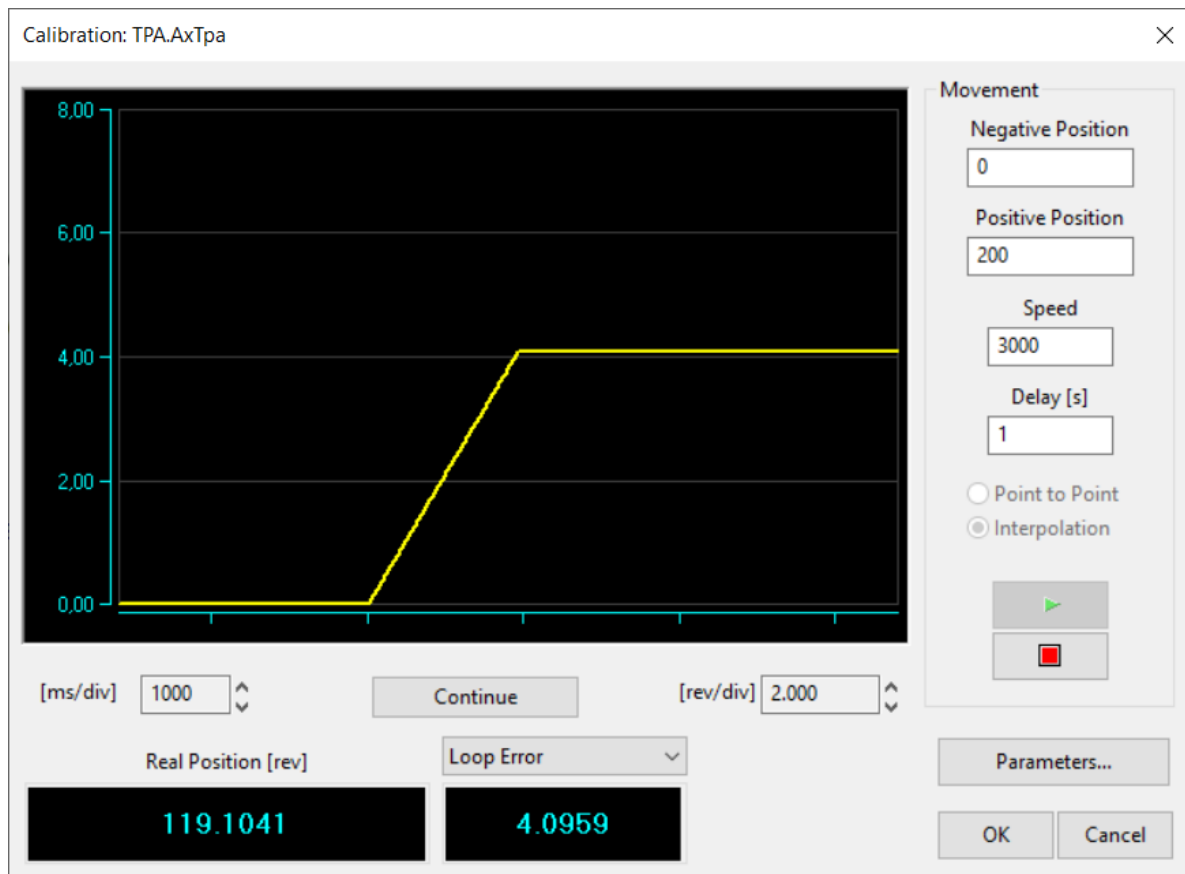 Calibration: TPA.AxTpa
8,00
6,00
4,00
2,00
0,00
[ms/div] 1000
Continue
[rev/div] 2.000
Real Position [rev]
Loop Error
119.1041
4.0959
Movement
Negative Position
0
Positive Position
200
Speed
3000
Delay [s]
1
Point to Point
Interpolation
Parameters...
OK
Cancel